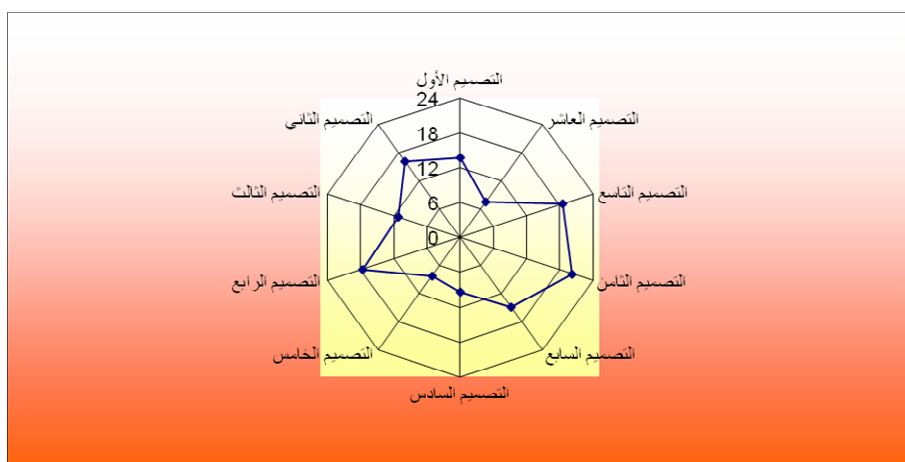 التصميم الأول
24
التصميم العاشر
التصميم الثاني
18
12
التصميم التاسع
التصميم الثالث
6
0
التصميم الثامن
التصميم الرابع
التصميم السابع
التصميم الخامس
التصميم السادس